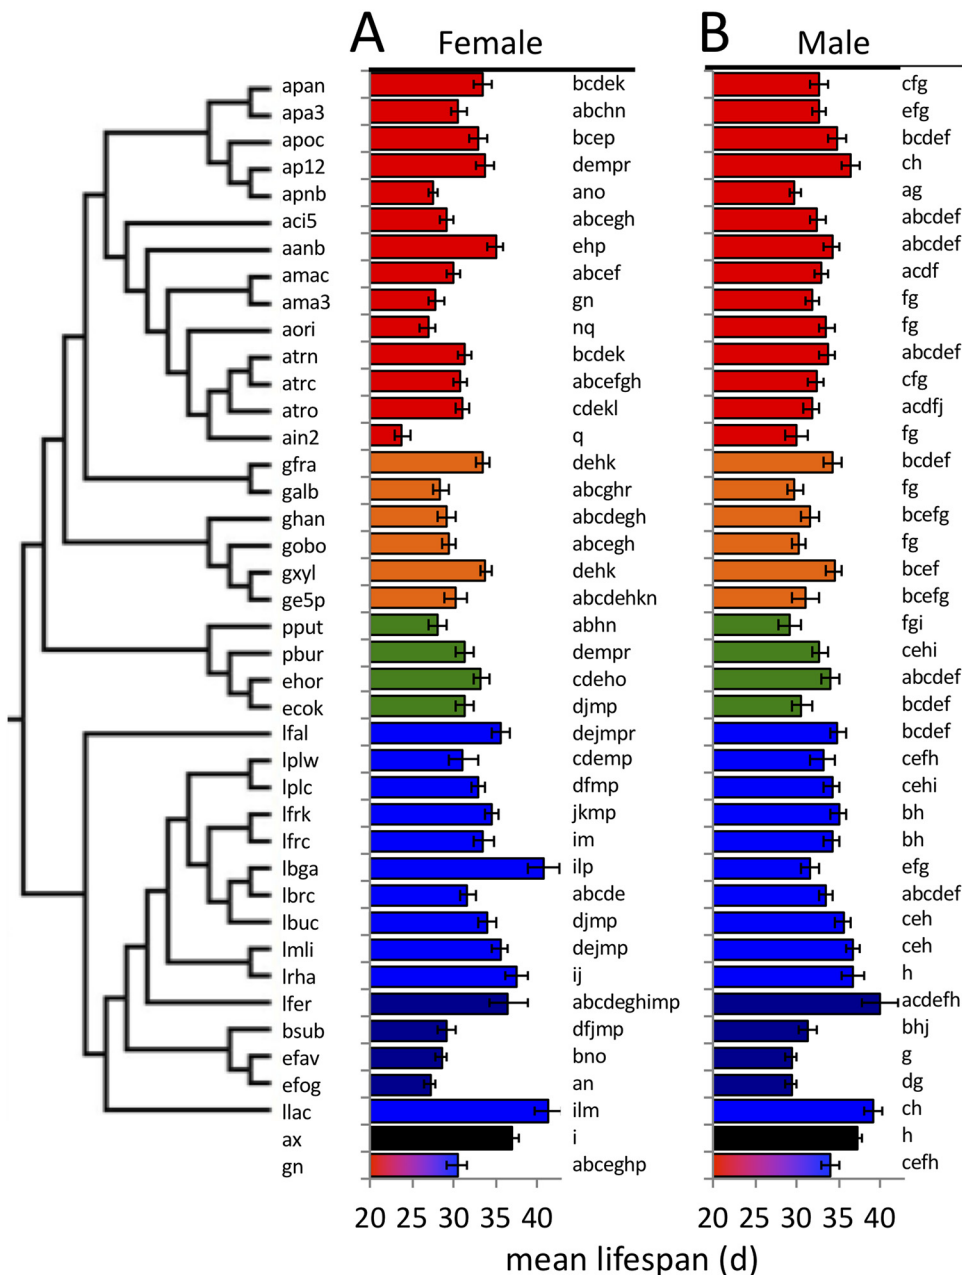 A Female B Male
apan bcdek cfg
apa3 abchn efg
apoc bcep bcdef
ap12 dempr ch
apnb ano ag
aci5 abcegh abcdef
aanb ehp abcdef
amac abcef acdf
ama3 gn fg
aori nq fg
atrn bcdek abcdef
atrc abcefgh cfg
atro cdekl acdfj
ain2 q fg
gfra dehk bcdef
galb abcghr fg
ghan abcdegh bcefg
gobo abcegh fg
gxyl dehk bcef
ge5p abcdehkn bcefg
pput abhn fgi
pbur dempr cehi
ehor cdeho abcdef
ecok djmp bcdef
lfal dejmpr bcdef
lplw cdemp cefh
lplc dfmp cehi
lfrk jkmp bh
lfrc im bh
lbga ilp efg
lbrc abcde abcdef
lbuc djmp ceh
lmli dejmp ceh
lrha ij h
lfer abcdeghimp acdefh
bsub dfjmp bhj
efav bno g
efog an dg
llac ilm ch
ax i h
gn abceghp cefh
20 25 30 35 40 20 25 30 35 40
mean lifespan (d)